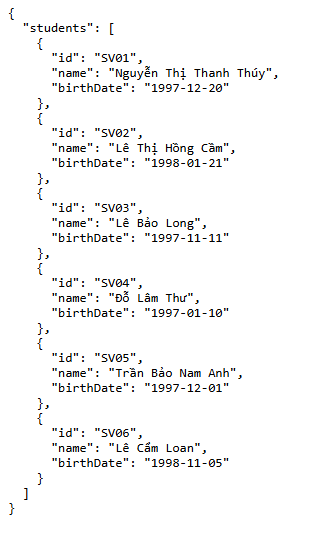 {
  "students": [
    {
      "id": "SV01",
      "name": "Nguyễn Thị Thanh Thúy",
      "birthDate": "1997-12-20"
    },
    {
      "id": "SV02",
      "name": "Lê Thị Hồng Cầm",
      "birthDate": "1998-01-21"
    },
    {
      "id": "SV03",
      "name": "Lê Bảo Long",
      "birthDate": "1997-11-11"
    },
    {
      "id": "SV04",
      "name": "Đỗ Lâm Thư",
      "birthDate": "1997-01-10"
    },
    {
      "id": "SV05",
      "name": "Trần Bảo Nam Anh",
      "birthDate": "1997-12-01"
    },
    {
      "id": "SV06",
      "name": "Lê Cẩm Loan",
      "birthDate": "1998-11-05"
    }
  ]
}